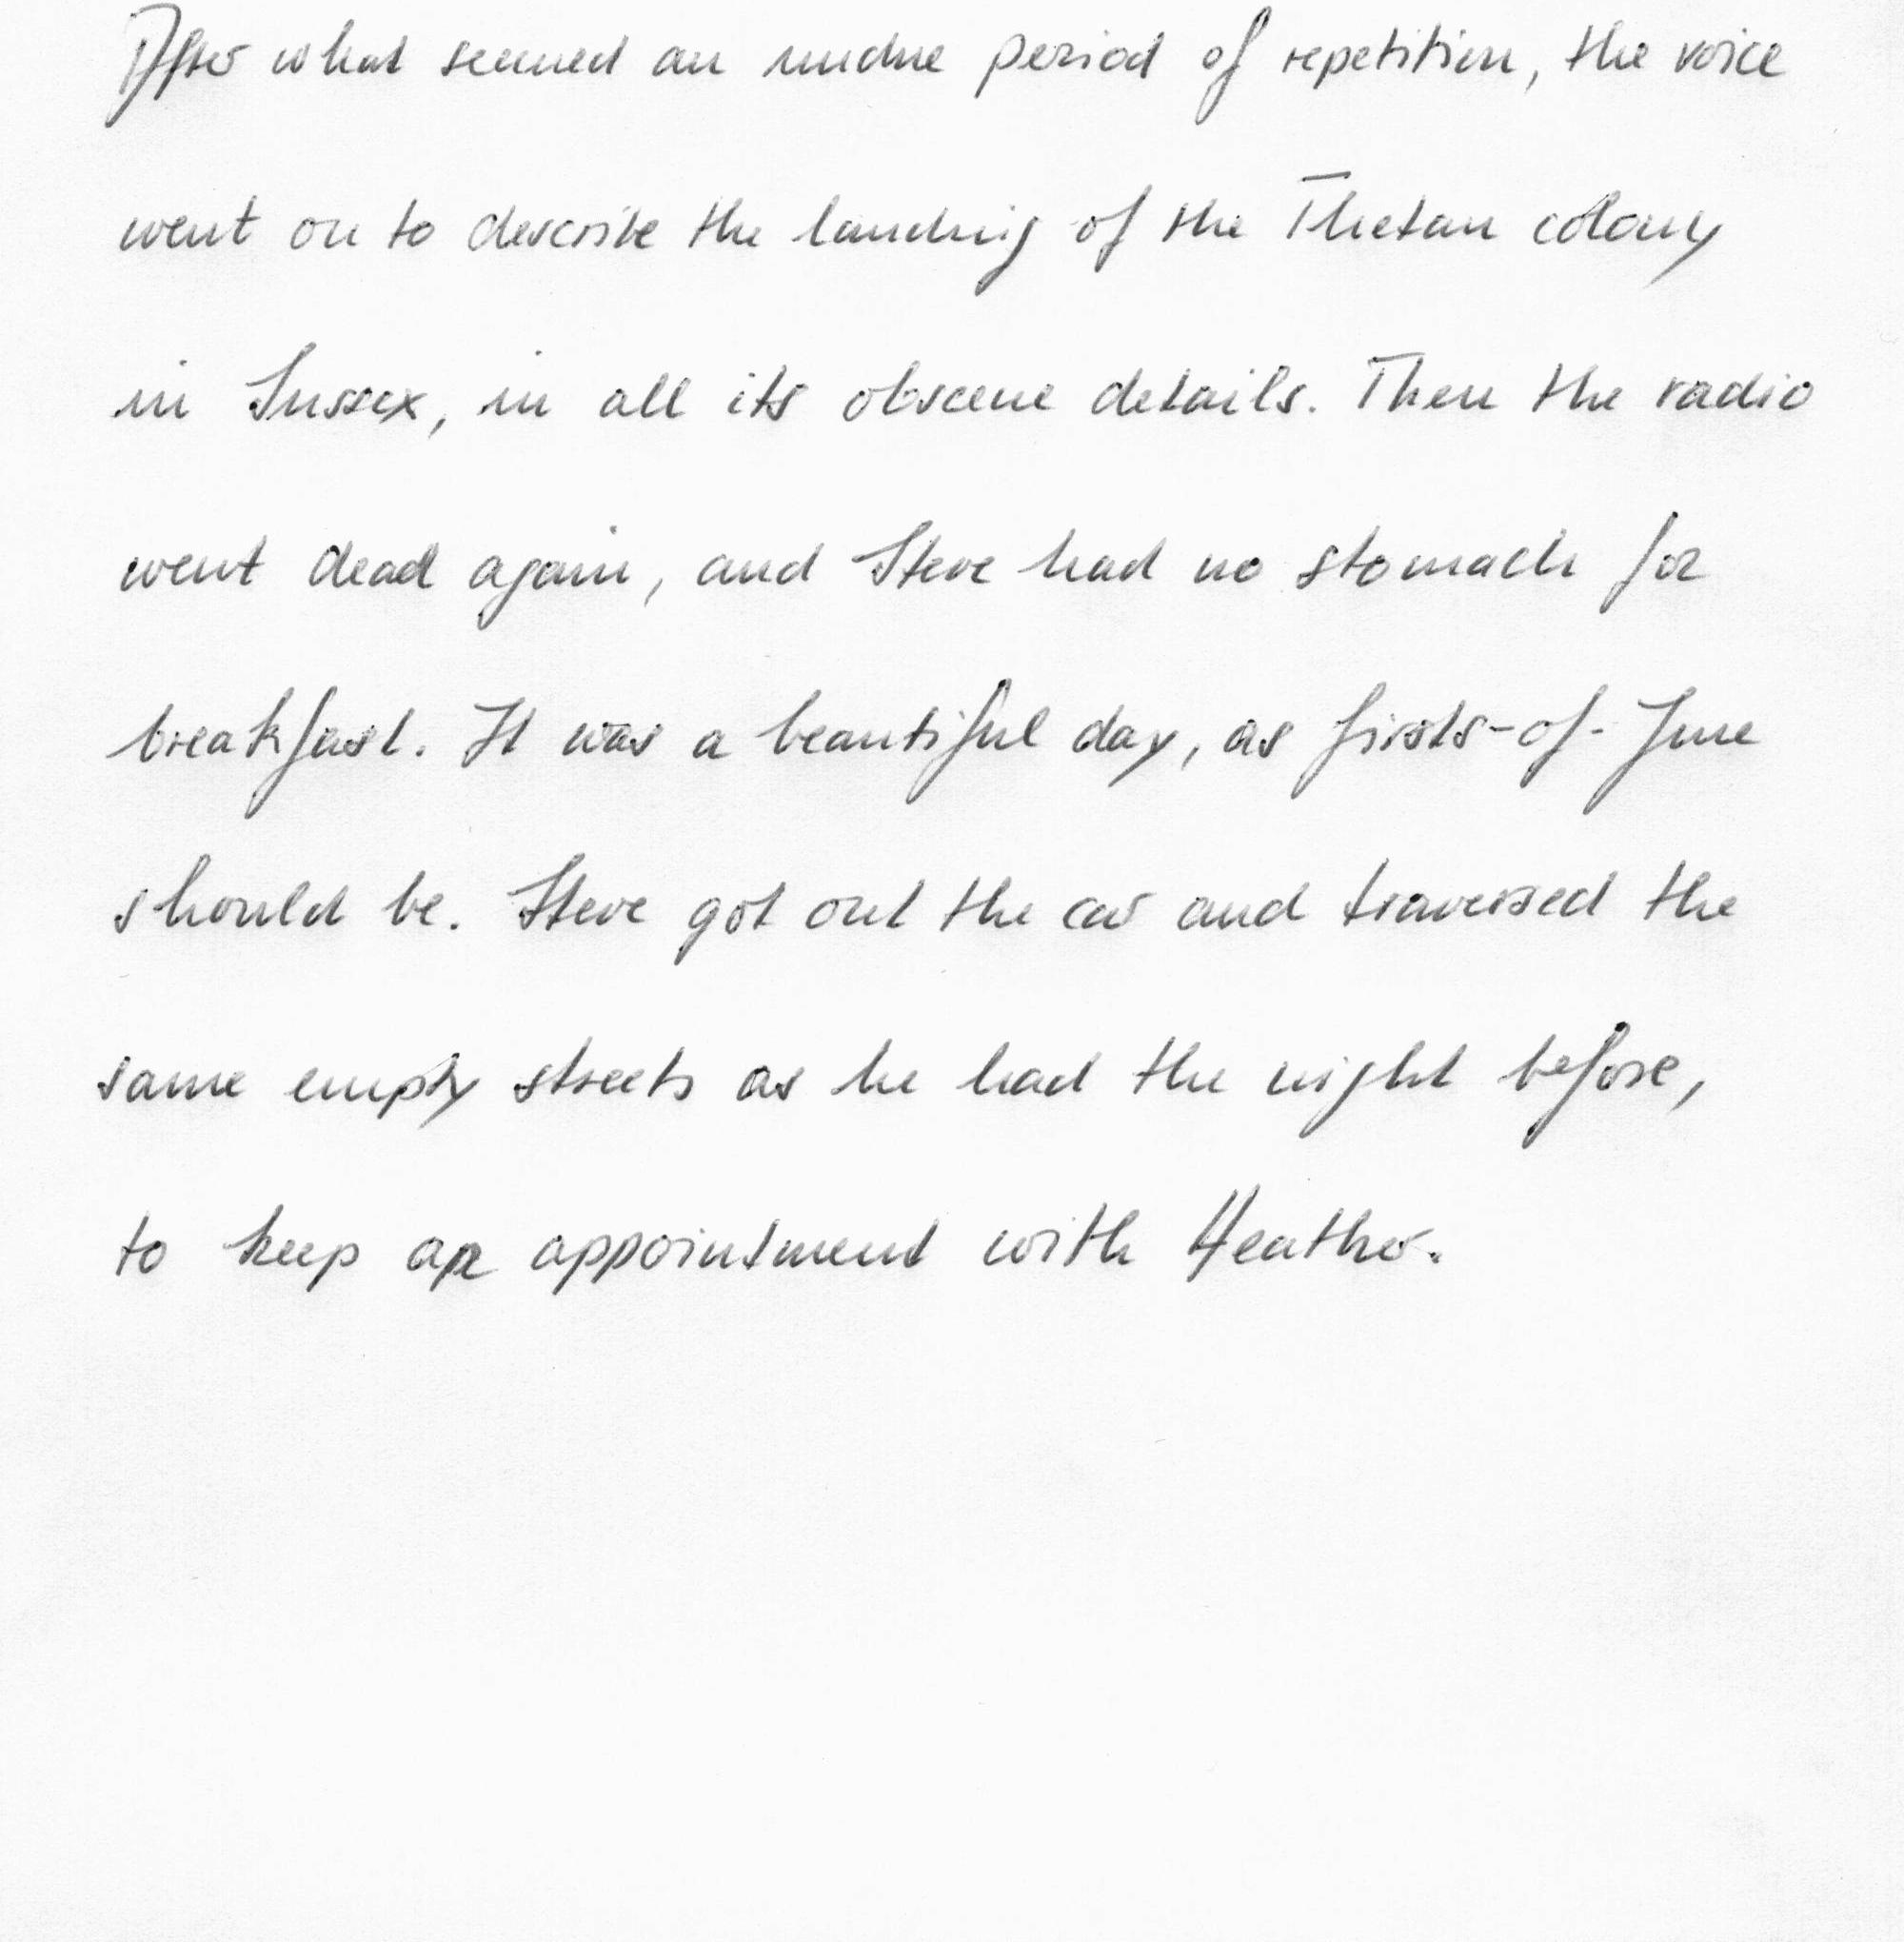 After what seemed an undue period of repetition, the voice
went on to describe the landing of the Thetan colony
in Sussex, in all its obscene details. Then the radio
went dead again, and Steve had no stomach for
breakfast. It was a beautiful day, as firsts-of-June
should be. Steve got out the car and traversed the
same empty streets as he had the night before,
to keep an appointment with Heather.